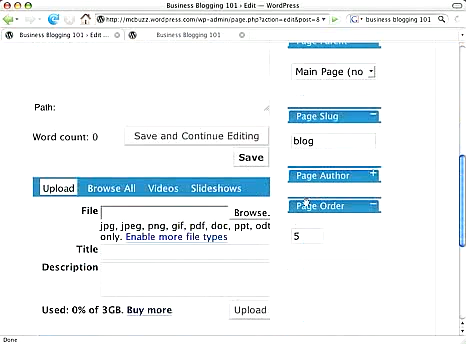 Business Blogging 101 › Edit — WordPress
http://mcbuzz.wordpress.com/wp-admin/page.php?action=edit&post=8
business blogging 101
Business Blogging 101 › Edit ...
Business Blogging 101
Main Page (no
Path:
Page Slug
Word count: 0
Save and Continue Editing
blog
Save
Page Author
Upload
Browse All
Videos
Slideshows
Page Order
File
Browse.
jpg, jpeg, png, gif, pdf, doc, ppt, odt
only. Enable more file types
5
Title
Description
Used: 0% of 3GB. Buy more
Upload
Done